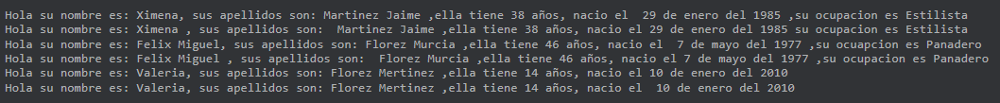 Hola su nombre es: Ximena, sus apellidos son: Martinez Jaime ,ella tiene 38 años, nacio el  29 de enero del 1985 ,su ocupacion es Estilista
Hola su nombre es: Ximena , sus apellidos son:  Martinez Jaime ,ella tiene 38 años, nacio el 29 de enero del 1985 su ocupacion es Estilista
Hola su nombre es: Felix Miguel, sus apellidos son: Florez Murcia ,ella tiene 46 años, nacio el  7 de mayo del 1977 ,su ocuapcion es Panadero
Hola su nombre es: Felix Miguel , sus apellidos son:  Florez Murcia ,ella tiene 46 años, nacio el 7 de mayo del 1977 ,su ocupacion es Panadero
Hola su nombre es: Valeria, sus apellidos son: Florez Mertinez ,ella tiene 14 años, nacio el 10 de enero del 2010
Hola su nombre es: Valeria, sus apellidos son: Florez Mertinez ,ella tiene 14 años, nacio el  10 de enero del 2010